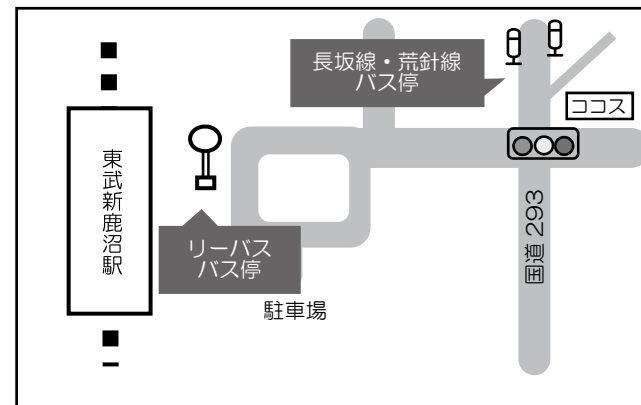 長坂線・荒針線
バス停
ココス
東武新鹿沼駅
リーバス
バス停
国道 293
駐車場